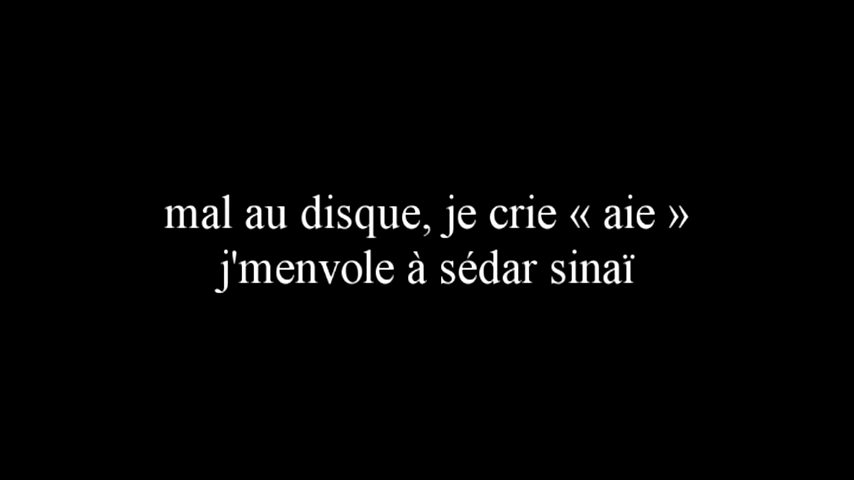 mal au disque, je crie « aie »
j'menvole à sédar sinaï